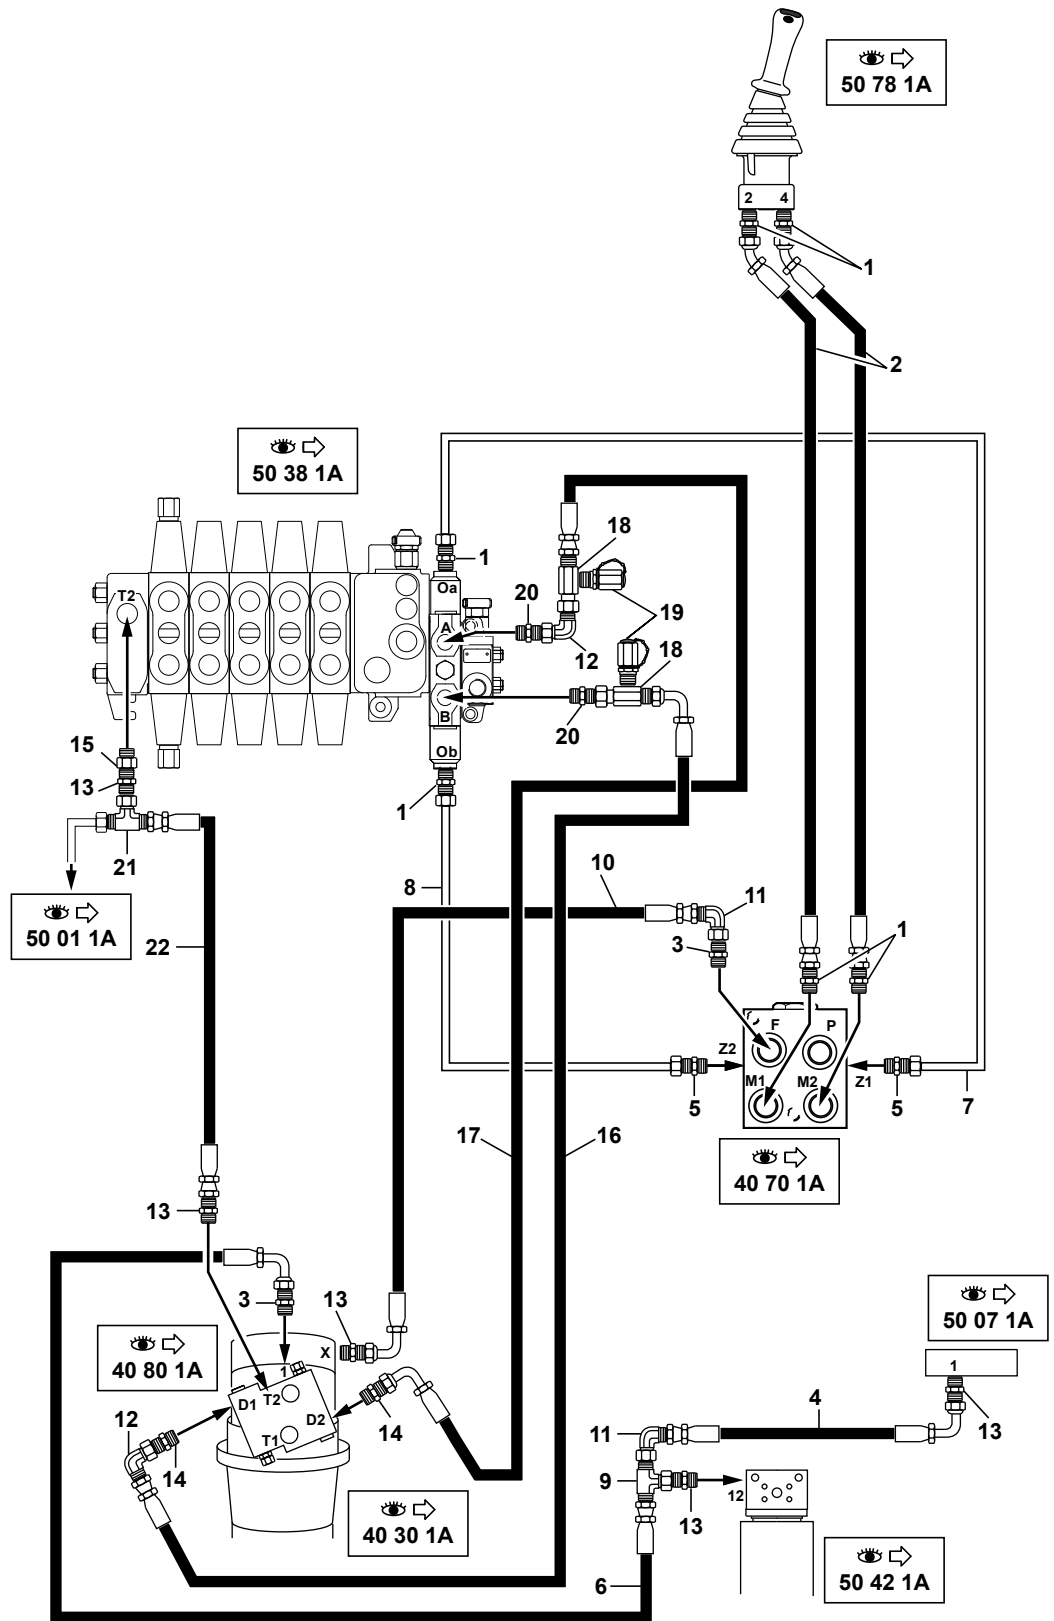 50 78 1A
2 4
1
2
50 38 1A
18
1
Oa
T2
20
19
A
12
18
B
20
15
Ob
13
1
21
8
10
11
50 01 1A
22
3
1
F
P
Z2
M1
M2
Z1
5
5
7
17
16
40 70 1A
13
3
13
50 07 1A
X
40 80 1A
1
1
T2
D1
4
12
D2
11
13
T1
14
14
9
12
13
40 30 1A
50 42 1A
6